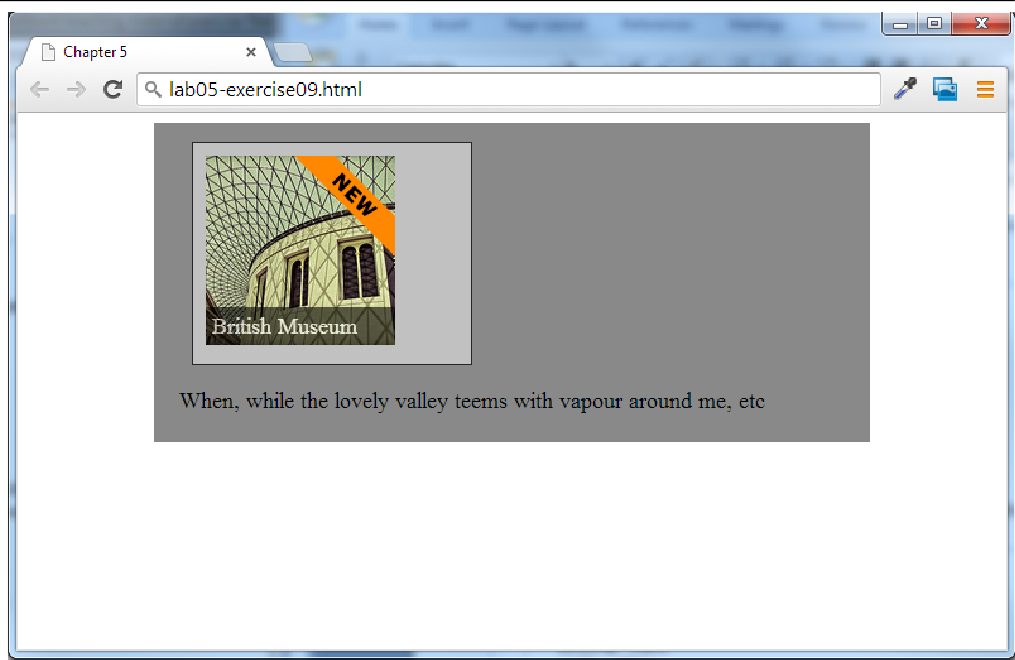 Chapter 5
lab05-exercise09.html
NEW
British Museum
When, while the lovely valley teems with vapour around me, etc